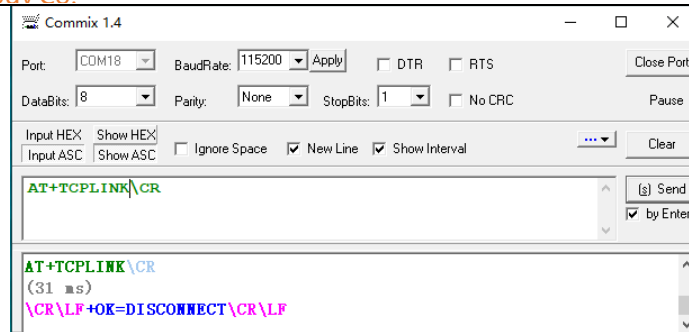 Commix 1.4
Port: COM18 BaudRate: 115200 Apply DTR RTS Close Port
DataBits: 8 Parity: None StopBits: 1 No CRC Pause
Input HEX Show HEX
Input ASC Show ASC Ignore Space New Line Show Interval ... Clear
AT+TCPLINK\CR (s) Send
by Enter
AT+TCPLINK\CR
(31 ms)
\CR\LF+OK=DISCONNECT\CR\LF